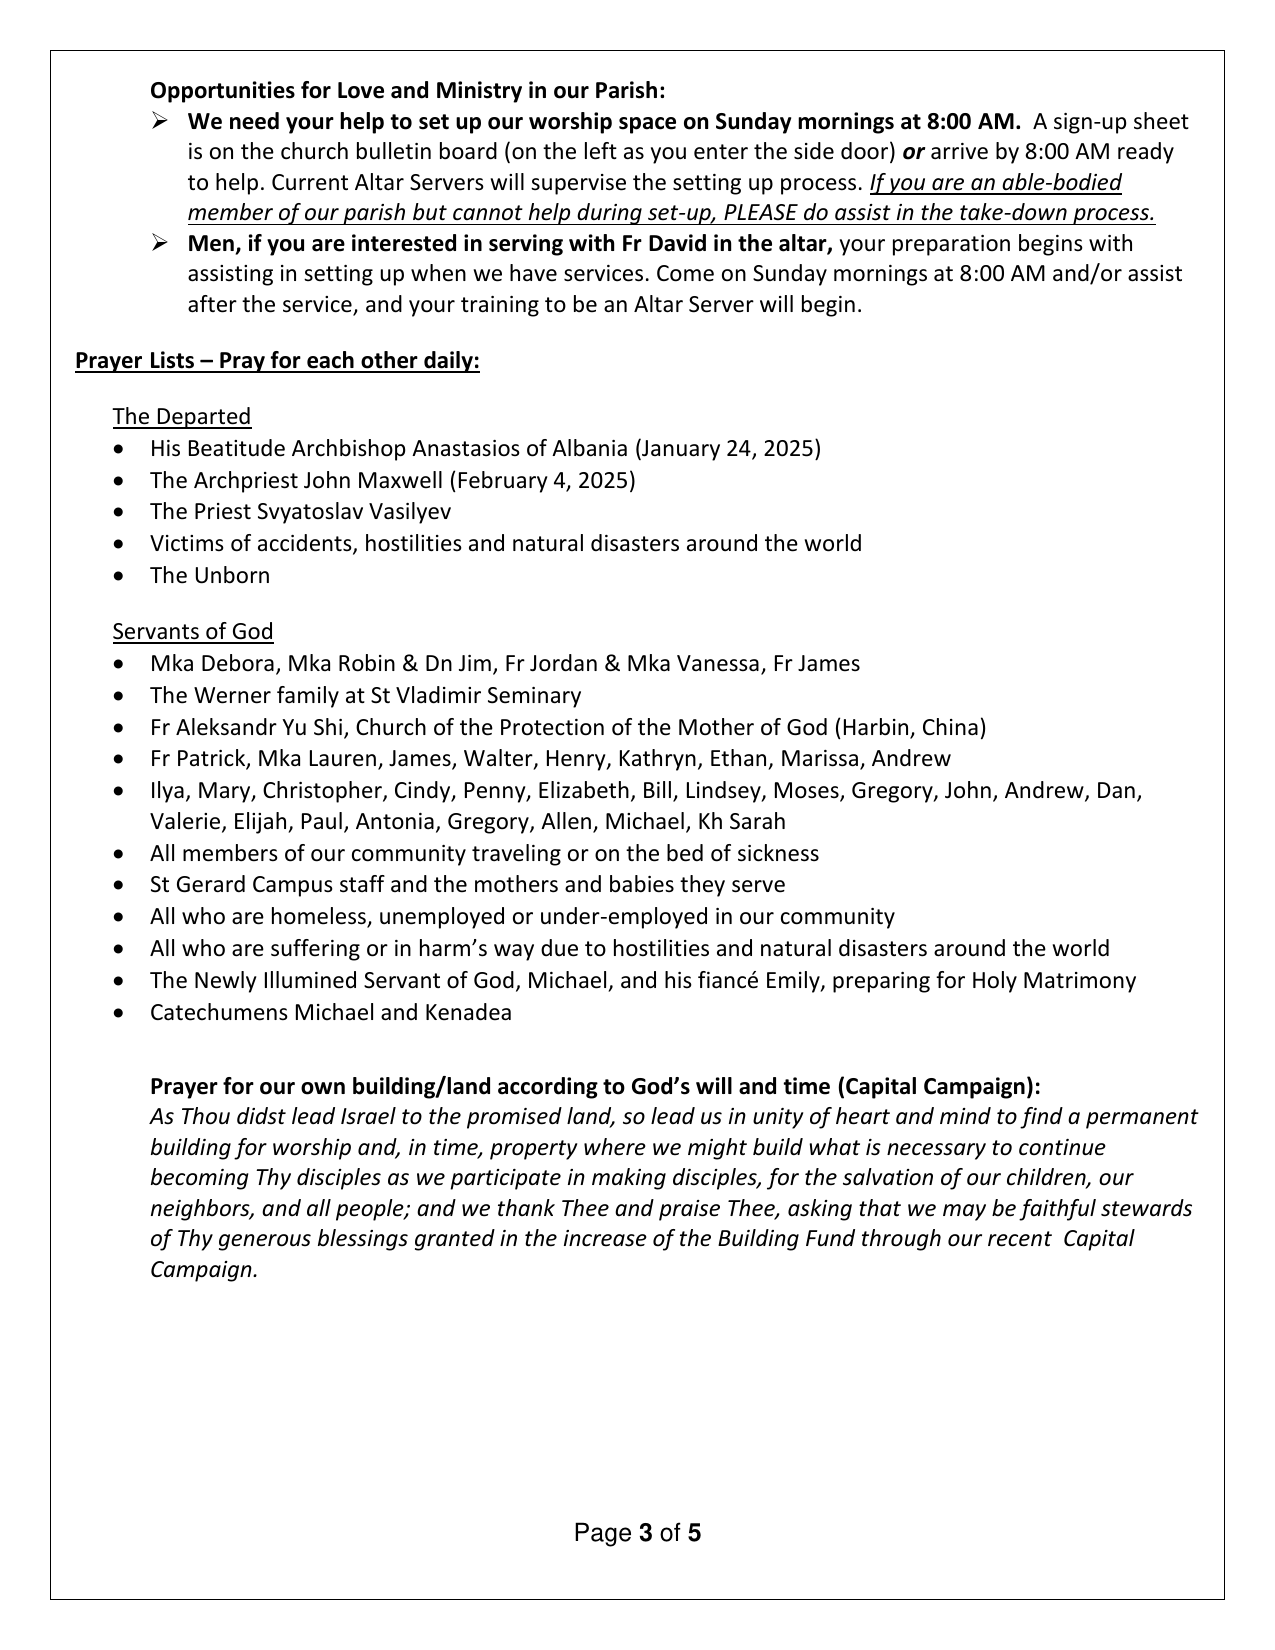 Opportunities for Love and Ministry in our Parish:
➢ We need your help to set up our worship space on Sunday mornings at 8:00 AM.  A sign-up sheet
is on the church bulletin board (on the left as you enter the side door) or arrive by 8:00 AM ready
to help. Current Altar Servers will supervise the setting up process. If you are an able-bodied
member of our parish but cannot help during set-up, PLEASE do assist in the take-down process.
➢ Men, if you are interested in serving with Fr David in the altar, your preparation begins with
assisting in setting up when we have services. Come on Sunday mornings at 8:00 AM and/or assist
after the service, and your training to be an Altar Server will begin.
Prayer Lists – Pray for each other daily:
The Departed
• His Beatitude Archbishop Anastasios of Albania (January 24, 2025)
• The Archpriest John Maxwell (February 4, 2025)
• The Priest Svyatoslav Vasilyev
• Victims of accidents, hostilities and natural disasters around the world
• The Unborn
Servants of God
• Mka Debora, Mka Robin & Dn Jim, Fr Jordan & Mka Vanessa, Fr James
• The Werner family at St Vladimir Seminary
• Fr Aleksandr Yu Shi, Church of the Protection of the Mother of God (Harbin, China)
• Fr Patrick, Mka Lauren, James, Walter, Henry, Kathryn, Ethan, Marissa, Andrew
• Ilya, Mary, Christopher, Cindy, Penny, Elizabeth, Bill, Lindsey, Moses, Gregory, John, Andrew, Dan,
Valerie, Elijah, Paul, Antonia, Gregory, Allen, Michael, Kh Sarah
• All members of our community traveling or on the bed of sickness
• St Gerard Campus staff and the mothers and babies they serve
• All who are homeless, unemployed or under-employed in our community
• All who are suffering or in harm’s way due to hostilities and natural disasters around the world
• The Newly Illumined Servant of God, Michael, and his fiancé Emily, preparing for Holy Matrimony
• Catechumens Michael and Kenadea
Prayer for our own building/land according to God’s will and time (Capital Campaign):
As Thou didst lead Israel to the promised land, so lead us in unity of heart and mind to find a permanent
building for worship and, in time, property where we might build what is necessary to continue
becoming Thy disciples as we participate in making disciples, for the salvation of our children, our
neighbors, and all people; and we thank Thee and praise Thee, asking that we may be faithful stewards
of Thy generous blessings granted in the increase of the Building Fund through our recent  Capital
Campaign.
Page 3 of 5